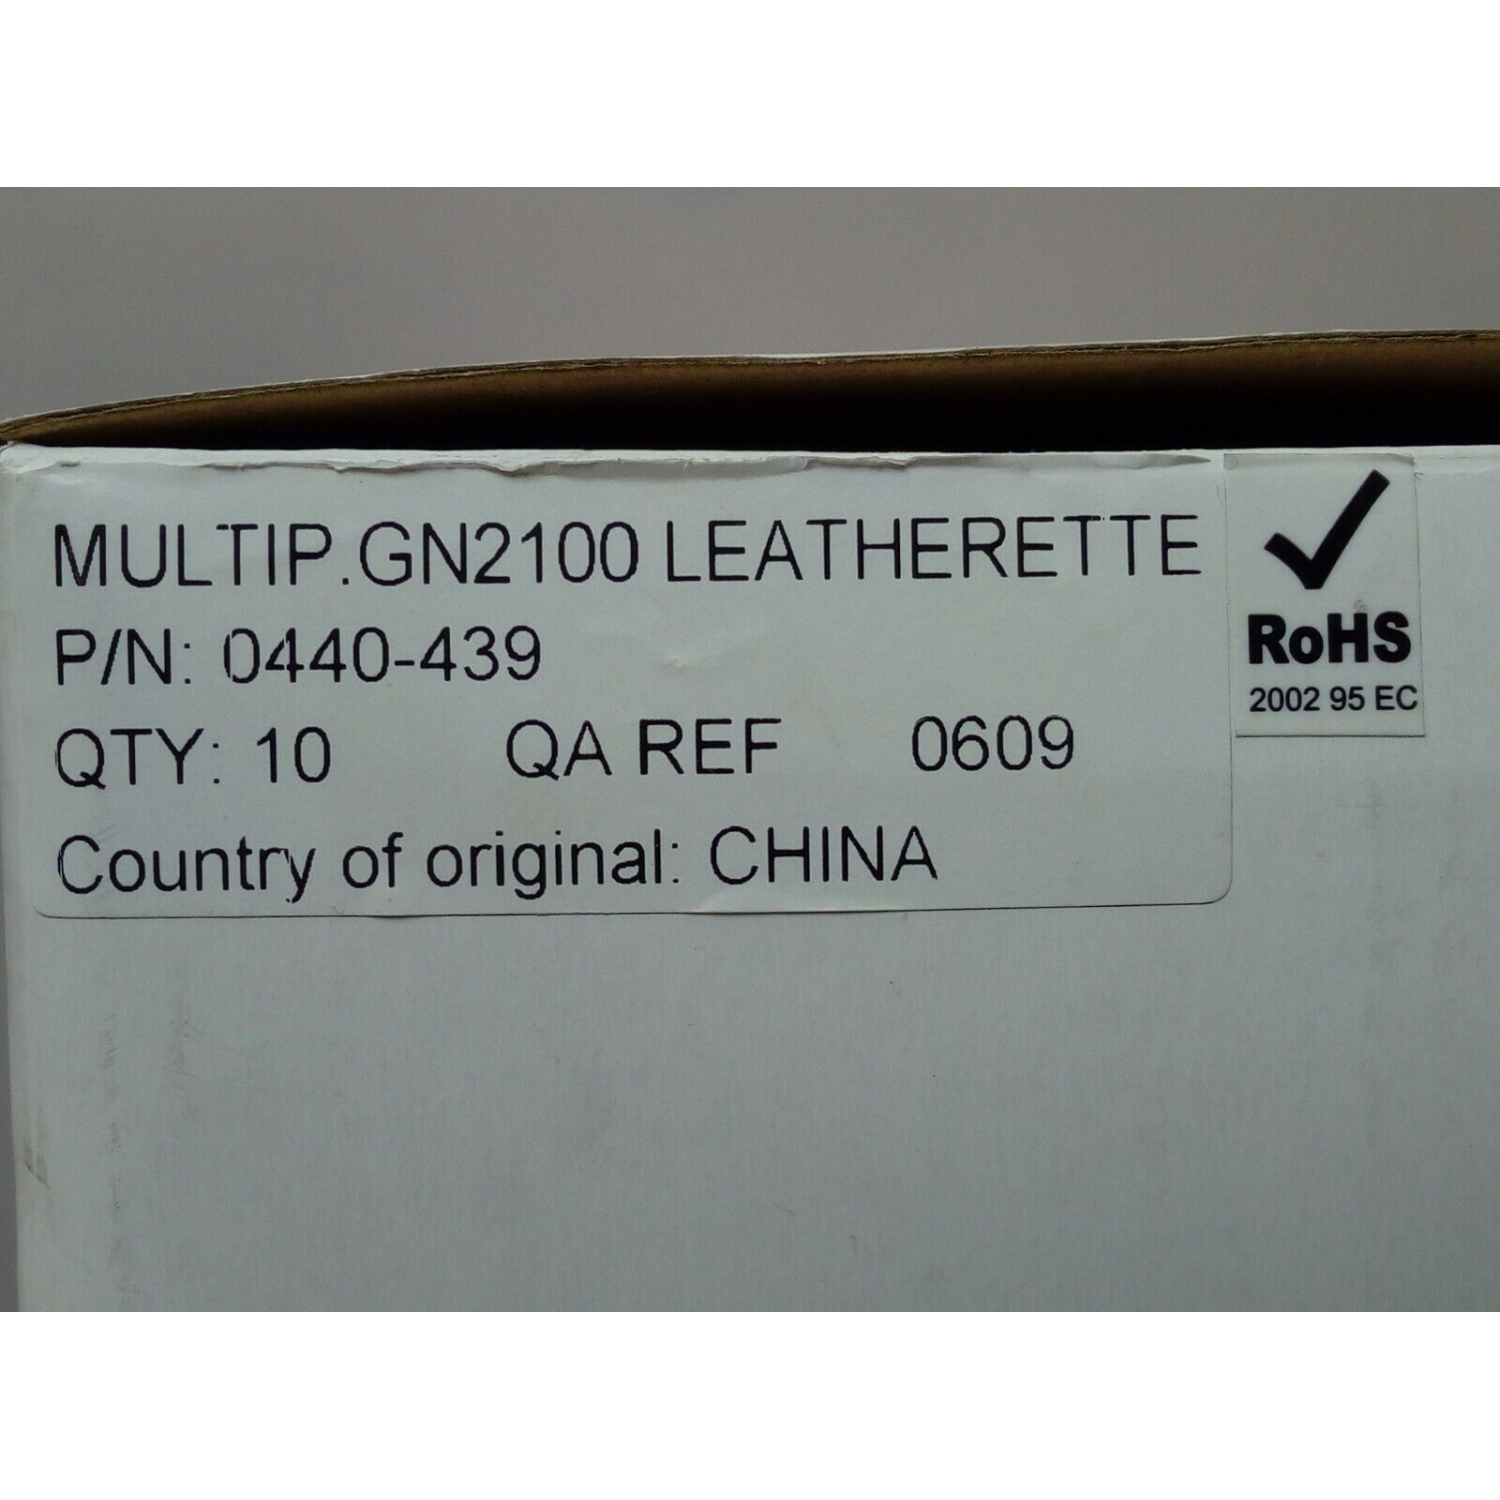 MULTIP.GN2100 LEATHERETTE
P/N: 0440-439
QTY: 10 QA REF 0609
Country of original: CHINA
RoHS
2002 95 EC